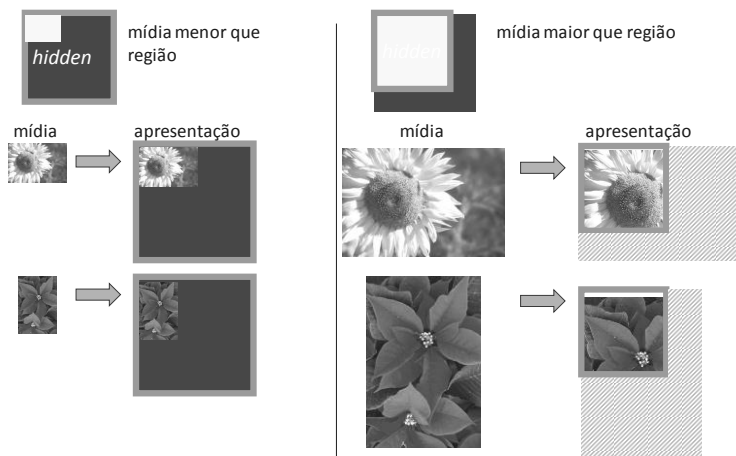 mídia menor que
região
hidden
mídia
apresentação
mídia maior que região
hidden
mídia
apresentação